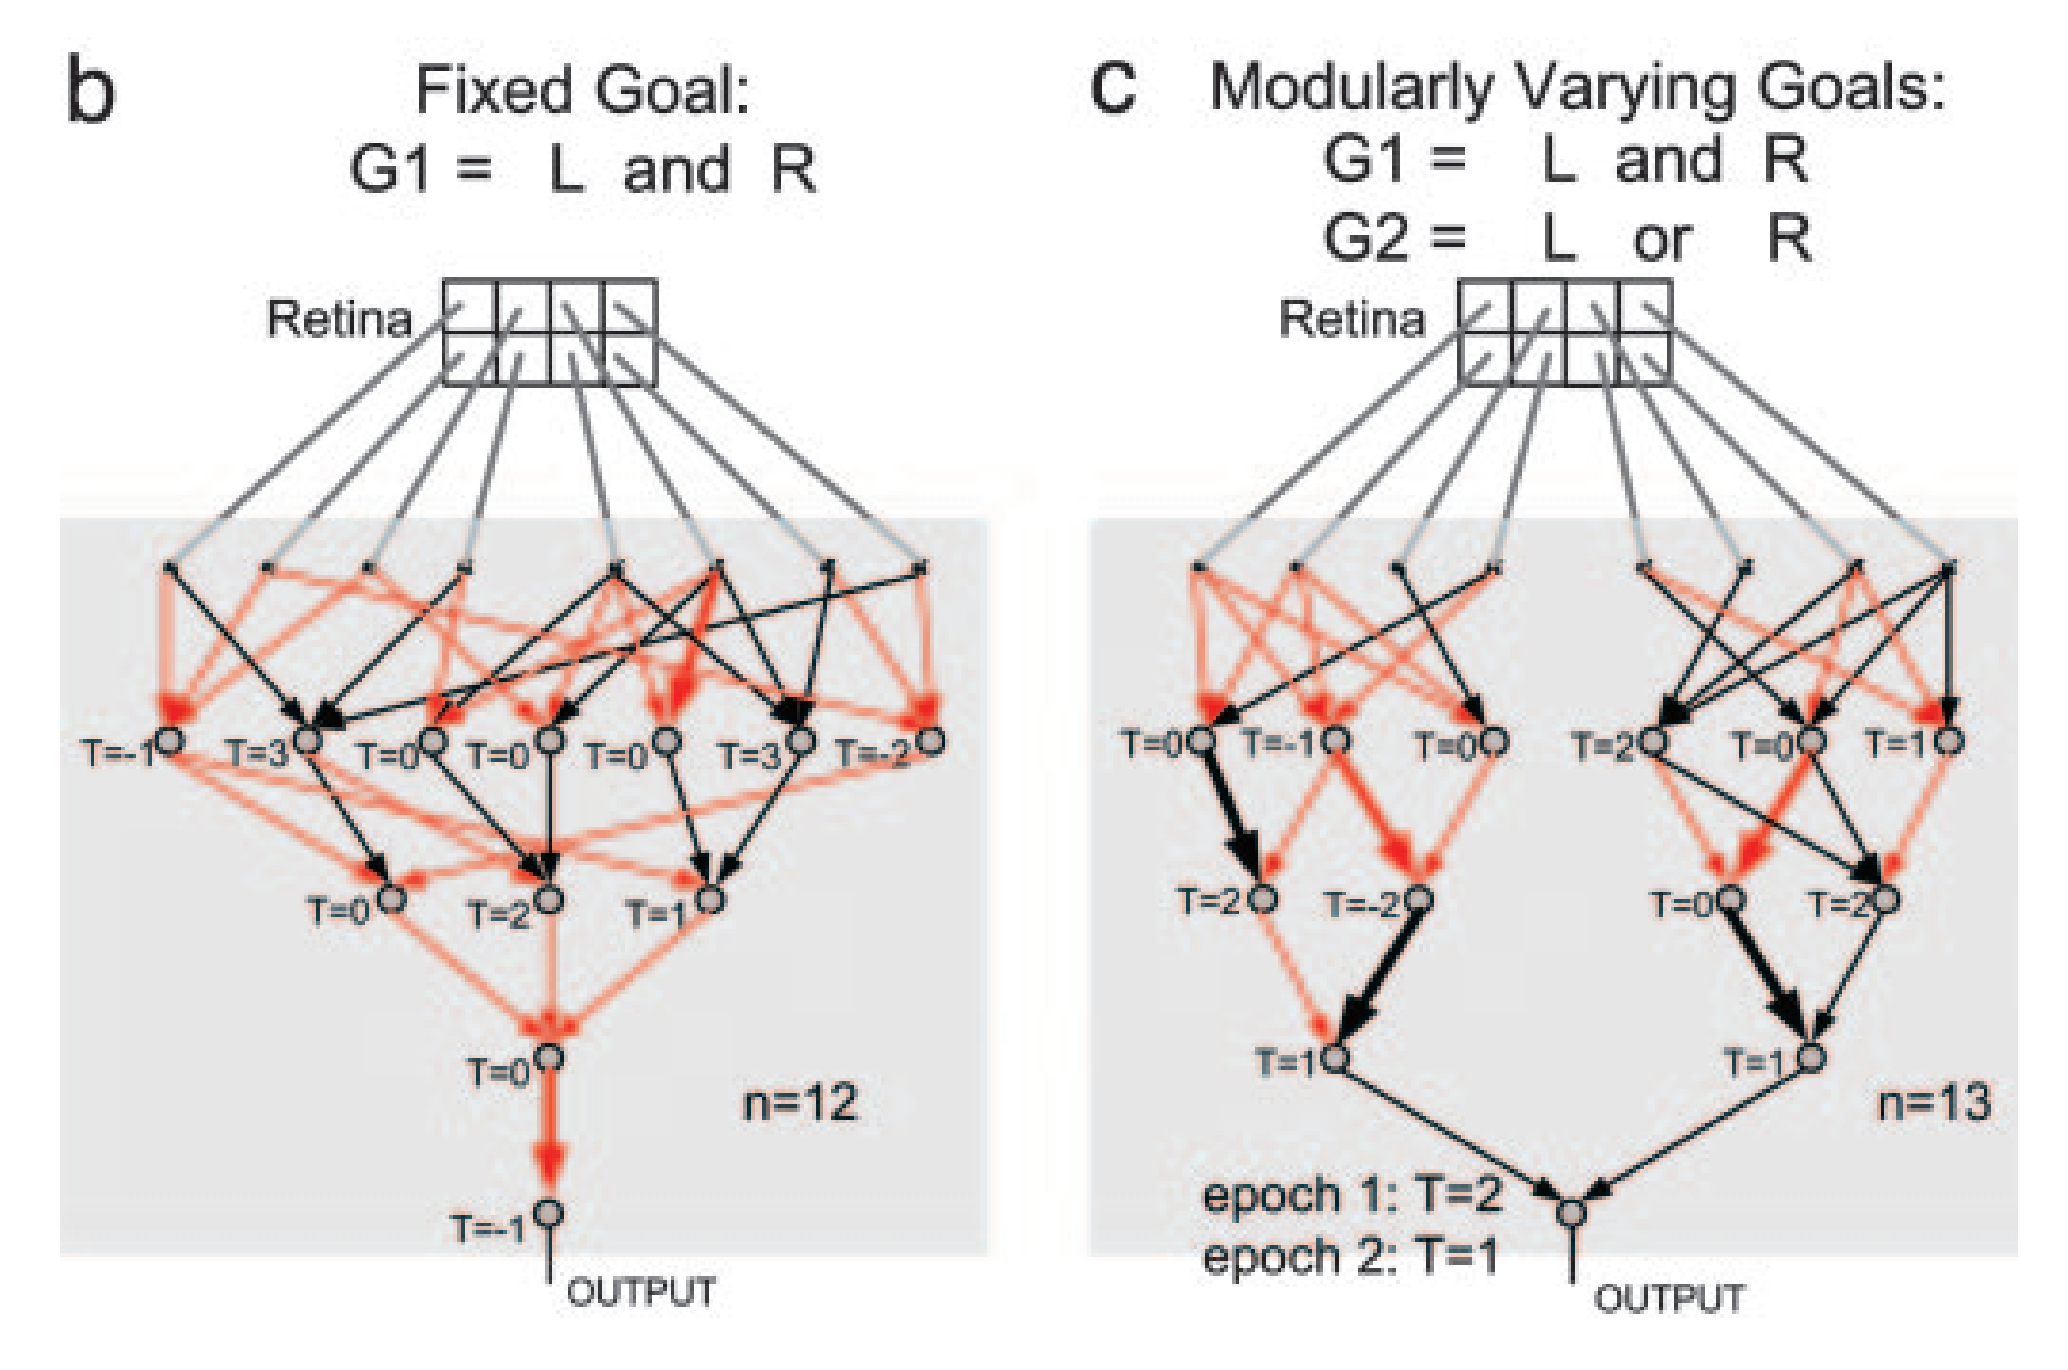 b
Fixed Goal:
G1 = L and R
Retina
T=-1 T=3 T=0 T=0 T=0 T=3 T=-2
T=0 T=2 T=1
T=0
n=12
T=-1
OUTPUT
c
Modularly Varying Goals:
G1 = L and R
G2 = L or R
Retina
T=0 T=-1 T=0 T=2 T=0 T=1
T=2 T=-2 T=0 T=2
T=1 T=1
n=13
epoch 1: T=2
epoch 2: T=1
OUTPUT